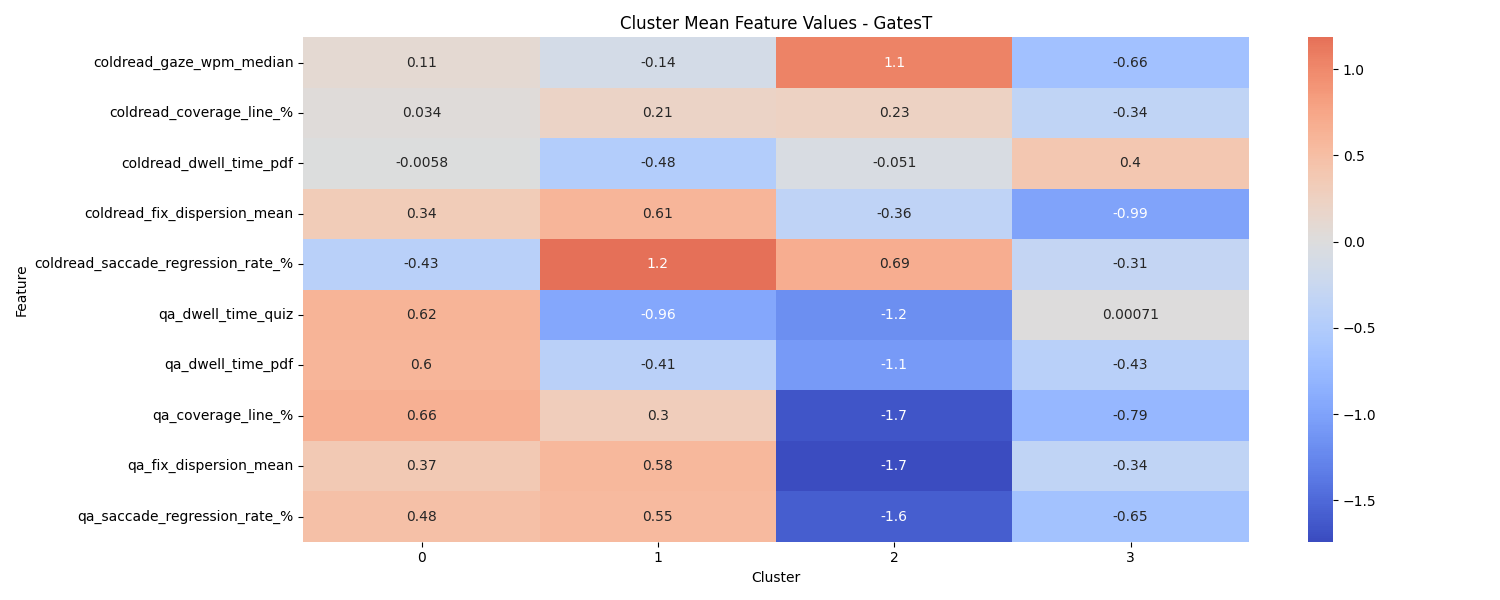 Cluster Mean Feature Values - GatesT
Feature
coldread_gaze_wpm_median 0.11 -0.14 1.1 -0.66
coldread_coverage_line_% 0.034 0.21 0.23 -0.34
coldread_dwell_time_pdf -0.0058 -0.48 -0.051 0.4
coldread_fix_dispersion_mean 0.34 0.61 -0.36 -0.99
coldread_saccade_regression_rate_% -0.43 1.2 0.69 -0.31
qa_dwell_time_quiz 0.62 -0.96 -1.2 0.00071
qa_dwell_time_pdf 0.6 -0.41 -1.1 -0.43
qa_coverage_line_% 0.66 0.3 -1.7 -0.79
qa_fix_dispersion_mean 0.37 0.58 -1.7 -0.34
qa_saccade_regression_rate_% 0.48 0.55 -1.6 -0.65
0 1 2 3
Cluster
1.0
0.5
0.0
−0.5
−1.0
−1.5